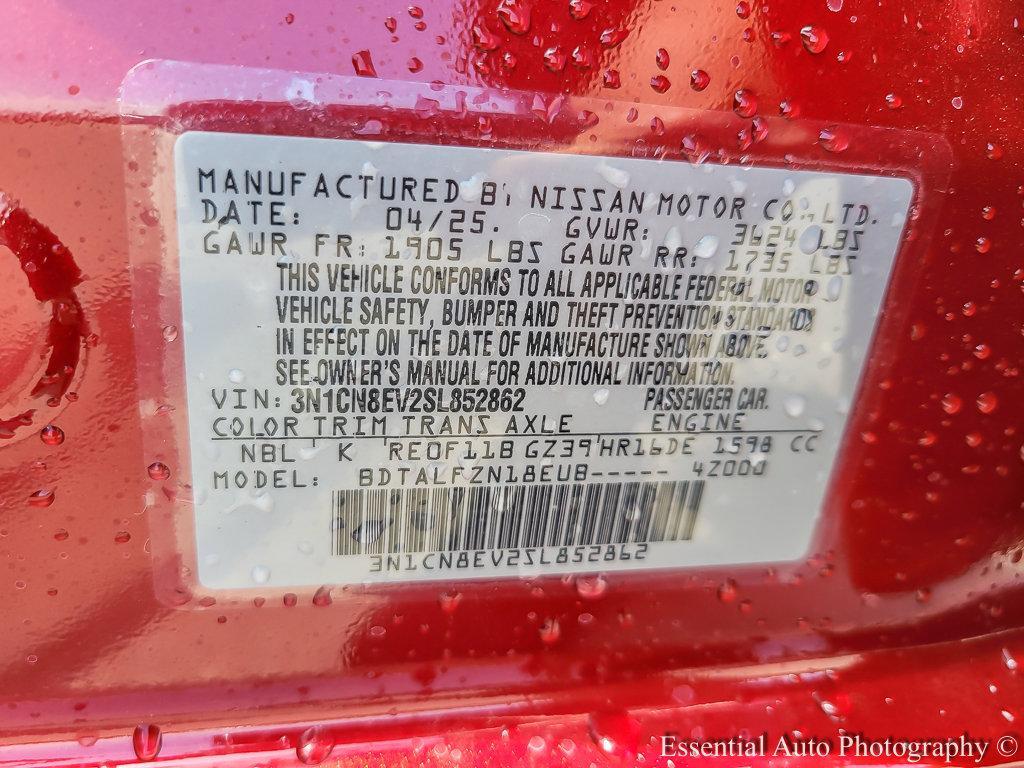 MANUFACTURED BY NISSAN MOTOR CO., LTD.
DATE: 04/25. GVWR: 3624 LBS
GAWR FR: 1905 LBS GAWR RR: 1735 LBS
THIS VEHICLE CONFORMS TO ALL APPLICABLE FEDERAL MOTOR
VEHICLE SAFETY, BUMPER AND THEFT PREVENTION STANDARDS
IN EFFECT ON THE DATE OF MANUFACTURE SHOWN ABOVE.
SEE OWNER'S MANUAL FOR ADDITIONAL INFORMATION.
VIN: 3N1CN8EV2SL852862 PASSENGER CAR.
COLOR TRIM TRANS AXLE ENGINE
NBL K RE0F11B GZ39 HR16DE 1598 CC
MODEL: BDTALFZN18EUB----- 4Z00J
3N1CN8EV2SL852862
Essential Auto Photography ©